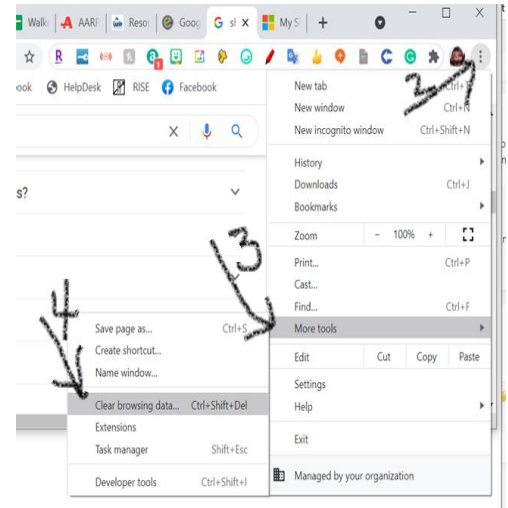 Walk
AARP
Reso
Goog
G sl X
My S
+
ook
HelpDesk
RISE
Facebook
s?
2
3
4
New tab
New window
New incognito window Ctrl+Shift+N
History
Downloads Ctrl+J
Bookmarks
Zoom - 100% +
Print... Ctrl+P
Cast...
Find... Ctrl+F
More tools
Edit Cut Copy Paste
Settings
Help
Exit
Managed by your organization
Save page as... Ctrl+S
Create shortcut...
Name window...
Clear browsing data... Ctrl+Shift+Del
Extensions
Task manager Shift+Esc
Developer tools Ctrl+Shift+I